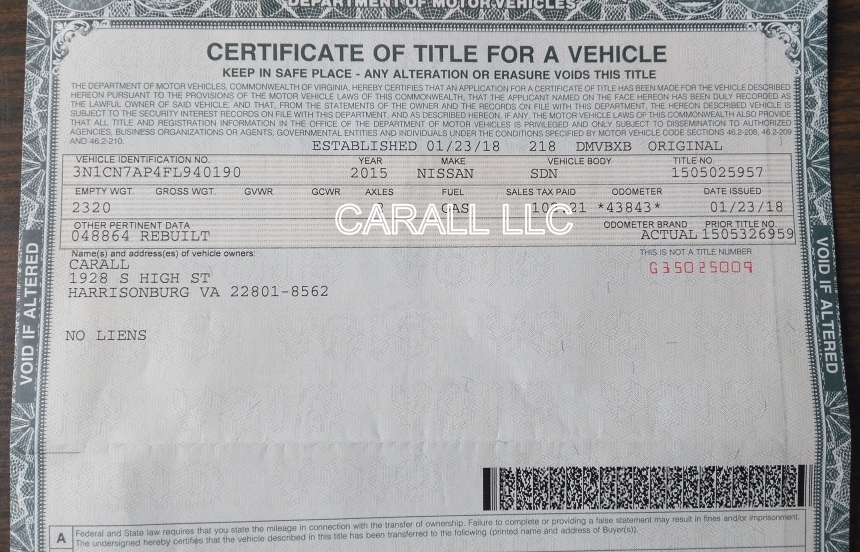 DEPARTMENT OF MOTOR VEHICLES
CERTIFICATE OF TITLE FOR A VEHICLE
KEEP IN SAFE PLACE - ANY ALTERATION OR ERASURE VOIDS THIS TITLE
THE DEPARTMENT OF MOTOR VEHICLES, COMMONWEALTH OF VIRGINIA, HEREBY CERTIFIES THAT AN APPLICATION FOR A CERTIFICATE OF TITLE HAS BEEN MADE FOR THE VEHICLE DESCRIBED
HEREON PURSUANT TO THE PROVISIONS OF THE MOTOR VEHICLE LAWS OF THIS COMMONWEALTH, THAT THE APPLICANT NAMED ON THE FACE HEREON HAS BEEN DULY RECORDED AS
THE LAWFUL OWNER OF SAID VEHICLE, AND THAT, FROM THE STATEMENTS OF THE OWNER AND THE RECORDS ON FILE WITH THIS DEPARTMENT, THE HEREON DESCRIBED VEHICLE IS
SUBJECT TO THE SECURITY INTEREST RECORDS ON FILE WITH THIS DEPARTMENT, AND AS DESCRIBED HEREON, IF ANY. THE MOTOR VEHICLE LAWS OF THIS COMMONWEALTH ALSO PROVIDE
THAT ALL TITLE AND REGISTRATION INFORMATION IN THE OFFICE OF THE DEPARTMENT OF MOTOR VEHICLES IS PRIVILEGED AND ONLY SUBJECT TO DISSEMINATION TO AUTHORIZED
AGENCIES, BUSINESS ORGANIZATIONS OR AGENTS, GOVERNMENTAL ENTITIES AND INDIVIDUALS UNDER THE CONDITIONS SPECIFIED BY MOTOR VEHICLE CODE SECTIONS 46.2-208, 46.2-209
AND 46.2-210.
ESTABLISHED 01/23/18 218 DMVBXB ORIGINAL
VEHICLE IDENTIFICATION NO. YEAR MAKE VEHICLE BODY TITLE NO.
3N1CN7AP4FL940190 2015 NISSAN SDN 1505025957
EMPTY WGT. GROSS WGT. GVWR GCWR AXLES FUEL SALES TAX PAID ODOMETER DATE ISSUED
2320 2 GAS *43843* 01/23/18
CARALL LLC
OTHER PERTINENT DATA ODOMETER BRAND PRIOR TITLE NO.
048864 REBUILT ACTUAL 1505326959
Name(s) and address(es) of vehicle owners: THIS IS NOT A TITLE NUMBER
CARALL G35025009
1928 S HIGH ST
HARRISONBURG VA 22801-8562
NO LIENS
VOID IF ALTERED
VOID IF ALTERED
A Federal and State law requires that you state the mileage in connection with the transfer of ownership. Failure to complete or providing a false statement may result in fines and/or imprisonment.
The undersigned hereby certifies that the vehicle described in this title has been transferred to the following (printed name and address of Buyer(s)).